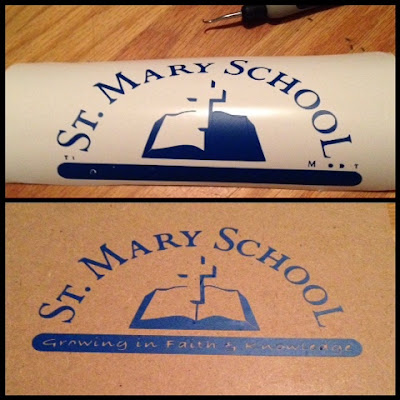 ST. MARY SCHOOL
ST. MARY SCHOOL
Growing in Faith & Knowledge